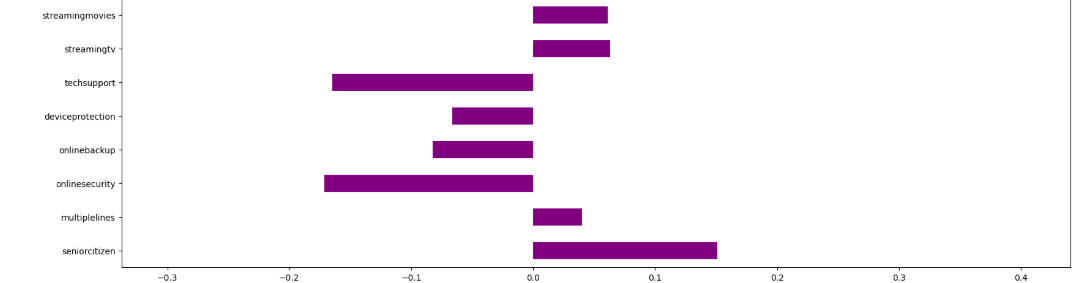 streamingmovies
streamingtv
techsupport
deviceprotection
onlinebackup
onlinesecurity
multiplelines
seniorcitizen
−0.3 −0.2 −0.1 0.0 0.1 0.2 0.3 0.4